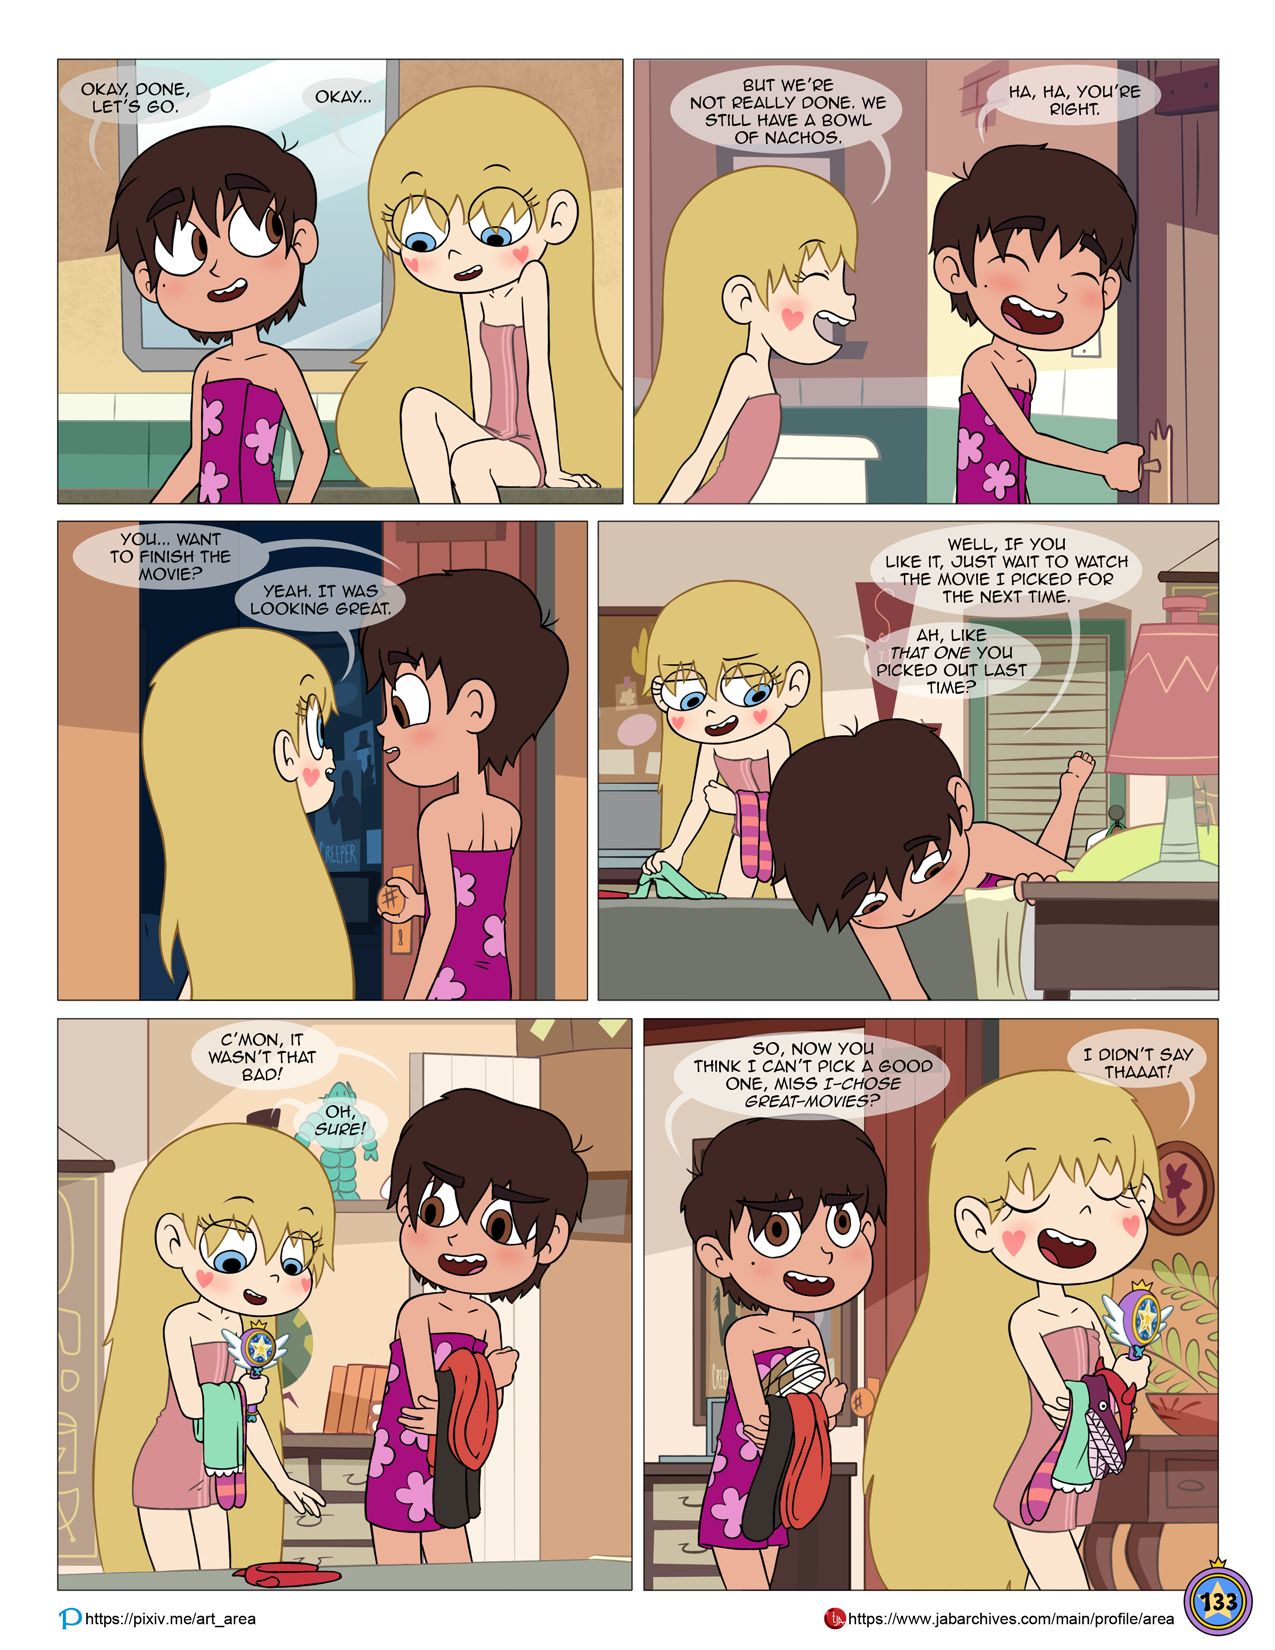 OKAY, DONE,
LET'S GO.
OKAY...
BUT WE'RE
NOT REALLY DONE. WE
STILL HAVE A BOWL
OF NACHOS.
HA, HA, YOU'RE
RIGHT.
YOU... WANT
TO FINISH THE
MOVIE?
YEAH. IT WAS
LOOKING GREAT.
CREEPER
WELL, IF YOU
LIKE IT, JUST WAIT TO WATCH
THE MOVIE I PICKED FOR
THE NEXT TIME.
AH, LIKE
THAT ONE YOU
PICKED OUT LAST
TIME?
C'MON, IT
WASN'T THAT
BAD!
OH,
SURE!
SO, NOW YOU
THINK I CAN'T PICK A GOOD
ONE, MISS I-CHOSE
GREAT-MOVIES?
I DIDN'T SAY
THAAAT!
133
https://pixiv.me/art_area
https://www.jabarchives.com/main/profile/area